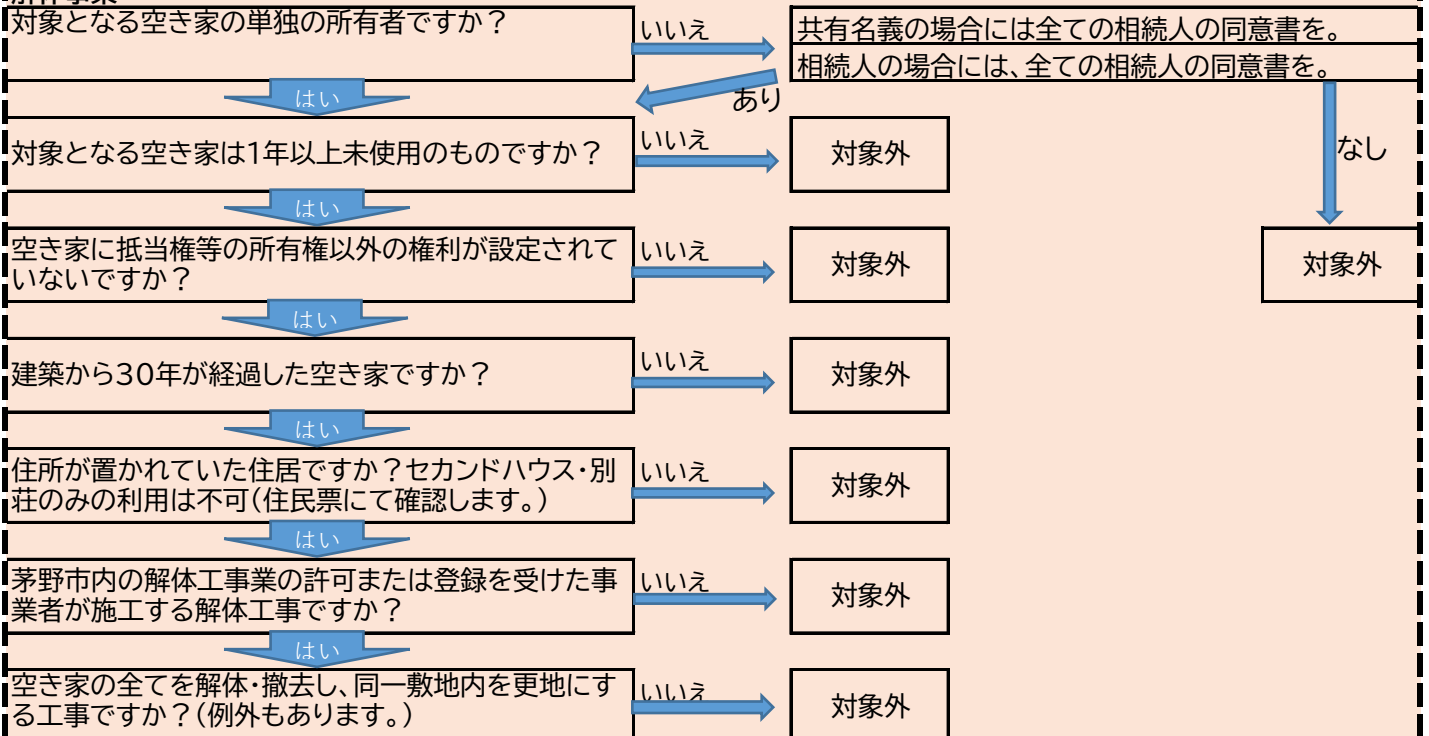 対象となる空き家の単独の所有者ですか？
いいえ
共有名義の場合には全ての相続人の同意書を。
相続人の場合には、全ての相続人の同意書を。
はい
あり
対象となる空き家は1年以上未使用のものですか？
いいえ
対象外
なし
はい
空き家に抵当権等の所有権以外の権利が設定されて
いないですか？
いいえ
対象外
対象外
はい
建築から30年が経過した空き家ですか？
いいえ
対象外
はい
住所が置かれていた住居ですか？セカンドハウス・別
荘のみの利用は不可（住民票にて確認します。）
いいえ
対象外
はい
茅野市内の解体工事業の許可または登録を受けた事
業者が施工する解体工事ですか？
いいえ
対象外
はい
空き家の全てを解体・撤去し、同一敷地内を更地にす
る工事ですか？（例外もあります。）
いいえ
対象外